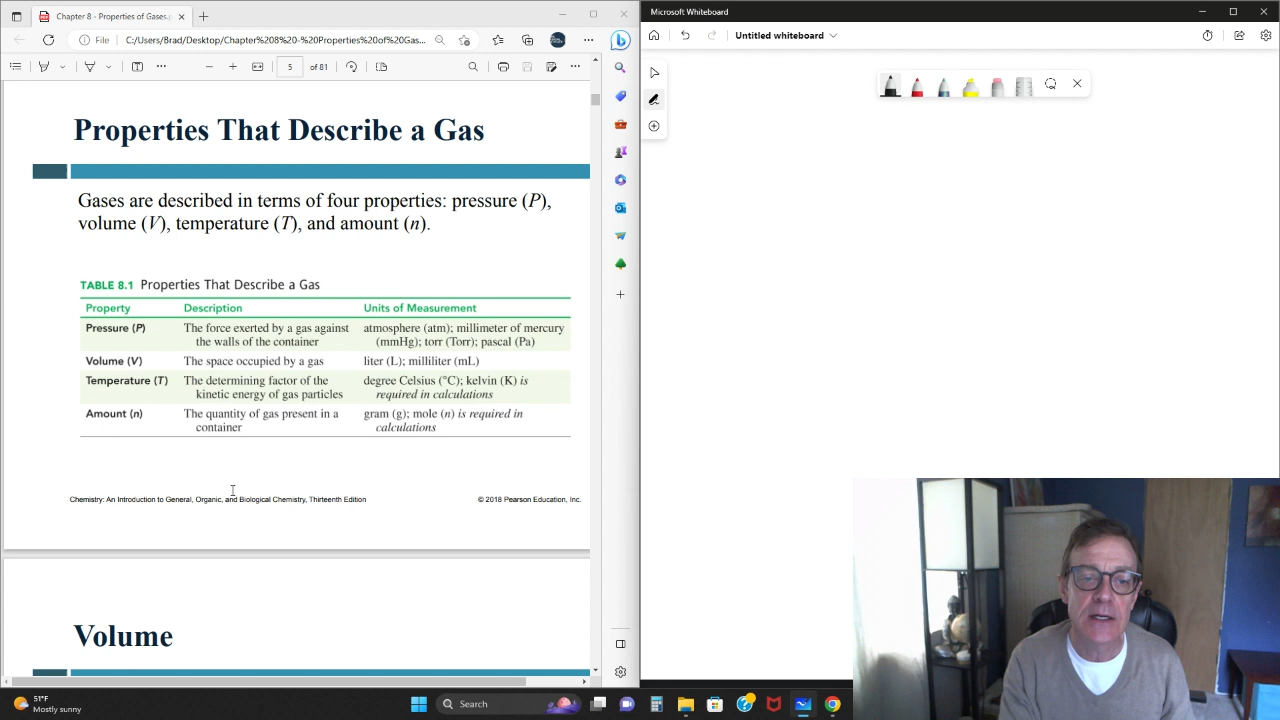 Chapter 8 - Properties of Gases.p
File
C:/Users/Brad/Desktop/Chapter%208%20-%20Properties%20of%20Gas...
5 of 81
Properties That Describe a Gas
Gases are described in terms of four properties: pressure (P),
volume (V), temperature (T), and amount (n).
TABLE 8.1 Properties That Describe a Gas
Property Description Units of Measurement
Pressure (P) The force exerted by a gas against atmosphere (atm); millimeter of mercury
the walls of the container (mmHg); torr (Torr); pascal (Pa)
Volume (V) The space occupied by a gas liter (L); milliliter (mL)
Temperature (T) The determining factor of the degree Celsius (°C); kelvin (K) is
kinetic energy of gas particles required in calculations
Amount (n) The quantity of gas present in a gram (g); mole (n) is required in
container calculations
Chemistry: An Introduction to General, Organic, and Biological Chemistry, Thirteenth Edition © 2018 Pearson Education, Inc.
Volume
Microsoft Whiteboard
Untitled whiteboard
51°F
Mostly sunny
Search